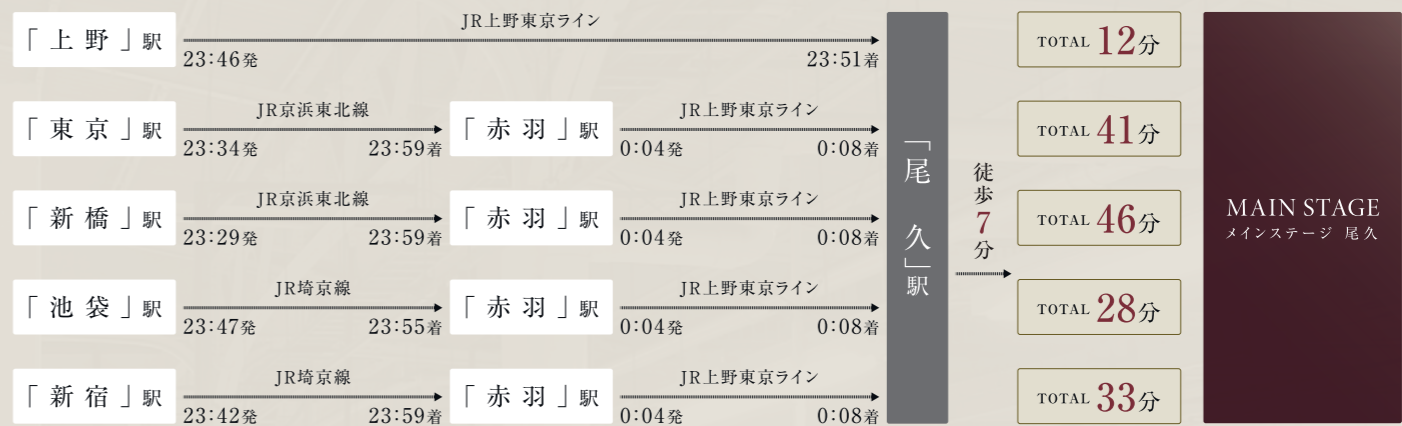 「上野」駅
JR上野東京ライン
23:46発
23:51着
TOTAL 12分
「東京」駅
JR京浜東北線
23:34発
23:59着
「赤羽」駅
JR上野東京ライン
0:04発
0:08着
TOTAL 41分
「新橋」駅
JR京浜東北線
23:29発
23:59着
「赤羽」駅
JR上野東京ライン
0:04発
0:08着
TOTAL 46分
「池袋」駅
JR埼京線
23:47発
23:55着
「赤羽」駅
JR上野東京ライン
0:04発
0:08着
TOTAL 28分
「新宿」駅
JR埼京線
23:42発
23:59着
「赤羽」駅
JR上野東京ライン
0:04発
0:08着
TOTAL 33分
「尾久」駅
徒歩7分
MAIN STAGE
メインステージ 尾久